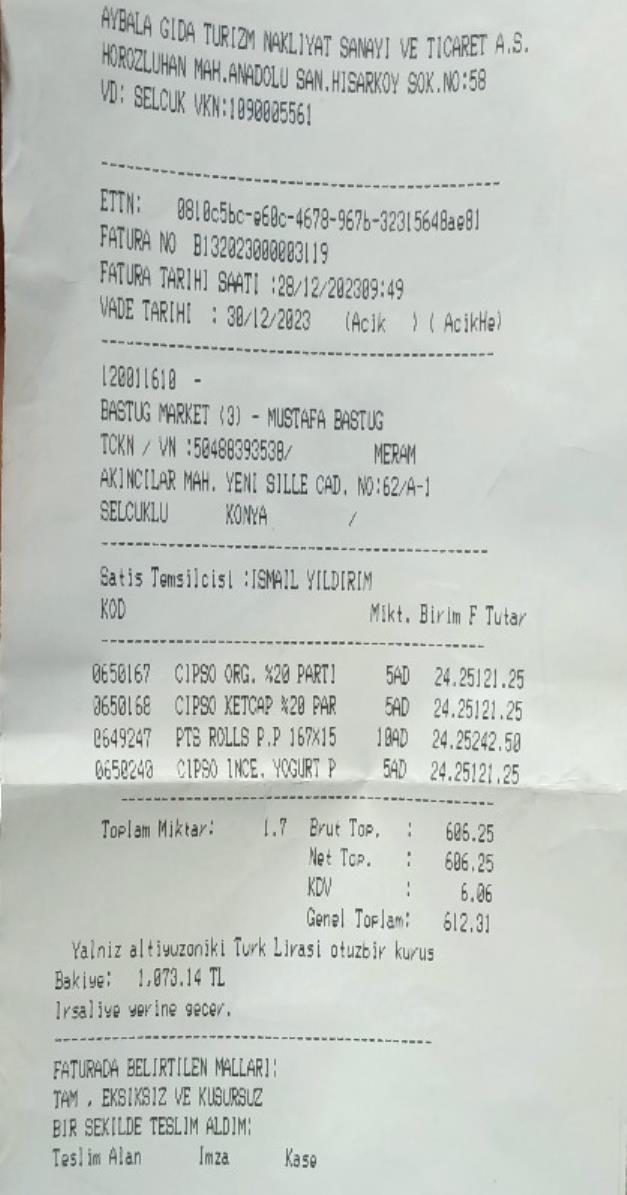 AYBALA GIDA TURIZM NAKLIYAT SANAYI VE TICARET A.S.
HOROZLUHAN MAH.ANADOLU SAN.HISARKOY SOK.NO:58
VD: SELCUK VKN:1090005561
ETTN: 0810c5bc-e60c-4678-967b-32315648ae81
FATURA NO B132023000003119
FATURA TARIHI SAATI :28/12/202309:49
VADE TARIHI : 30/12/2023 (Acik ) ( AcikHe)
120011610 -
BASTUG MARKET (3) - MUSTAFA BASTUG
TCKN / VN :50488393538/ MERAM
AKINCILAR MAH. YENI SILLE CAD. NO:62/A-1
SELCUKLU KONYA /
Satis Temsilcisi :ISMAIL YILDIRIM
KOD Mikt. Birim F Tutar
0650167 CIPSO ORG. %20 PARTI 5AD 24.25121.25
0650168 CIPSO KETCAP %20 PAR 5AD 24.25121.25
0649247 PTS ROLLS P.P 167X15 10AD 24.25242.50
0650240 CIPSO INCE. YOGURT P 5AD 24.25121.25
Toplam Miktar: 1.7 Brut Top. : 606.25
Net Top. : 606.25
KDV : 6.06
Genel Toplam: 612.31
Yalniz altiyuzoniki Turk Lirasi otuzbir kurus
Bakiye: 1,073.14 TL
Irsaliye yerine gecer.
FATURADA BELIRTILEN MALLARI:
TAM , EKSIKSIZ VE KUSURSUZ
BIR SEKILDE TESLIM ALDIM:
Teslim Alan Imza Kase